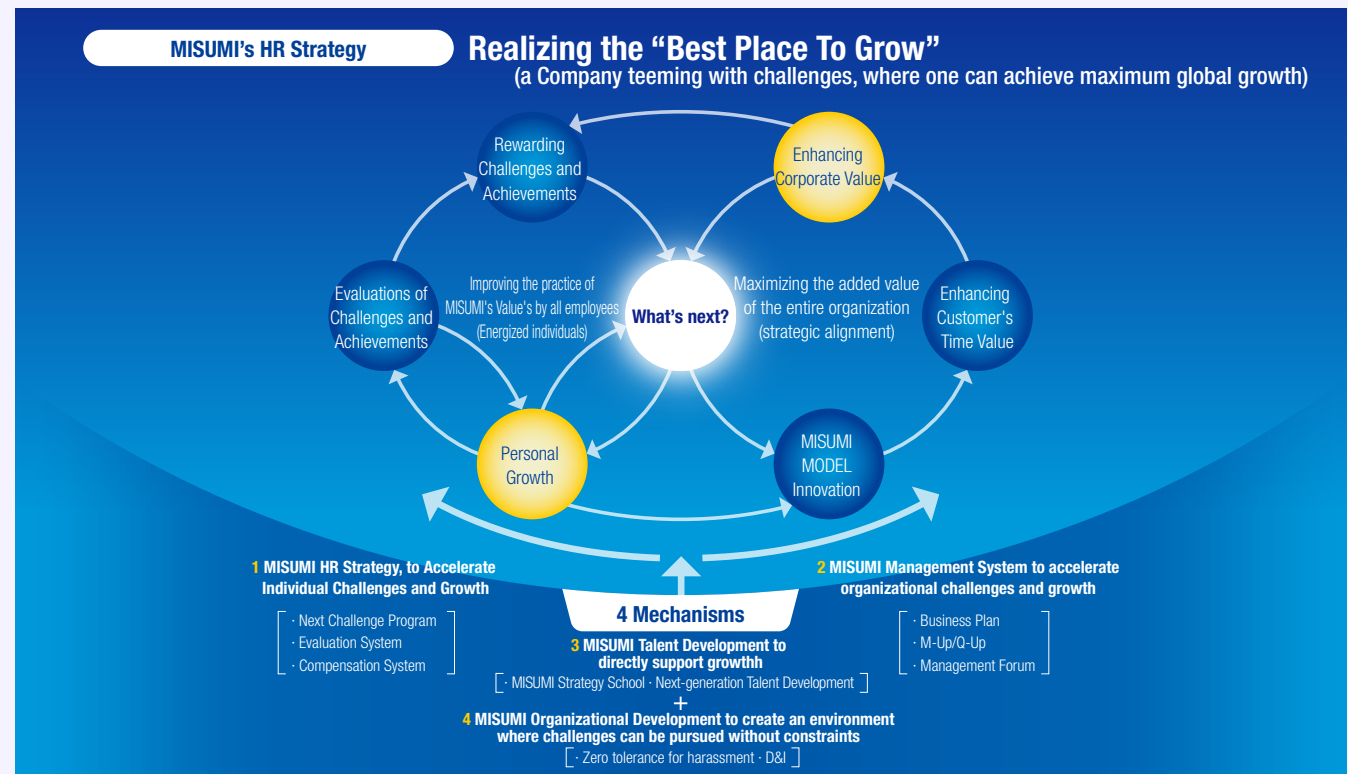 MISUMI's HR Strategy
Realizing the “Best Place To Grow”
(a Company teeming with challenges, where one can achieve maximum global growth)
Rewarding
Challenges and
Achievements
Enhancing
Corporate Value
Evaluations of
Challenges and
Achievements
Improving the practice of
MISUMI's Value's by all employees
(Energized individuals)
What's next?
Maximizing the added value
of the entire organization
(strategic alignment)
Enhancing
Customer's
Time Value
Personal
Growth
MISUMI
MODEL
Innovation
1 MISUMI HR Strategy, to Accelerate
Individual Challenges and Growth
· Next Challenge Program
· Evaluation System
· Compensation System
2 MISUMI Management System to accelerate
organizational challenges and growth
· Business Plan
· M-Up/Q-Up
· Management Forum
4 Mechanisms
3 MISUMI Talent Development to
directly support growthh
· MISUMI Strategy School · Next-generation Talent Development
+
4 MISUMI Organizational Development to create an environment
where challenges can be pursued without constraints
· Zero tolerance for harassment · D&I